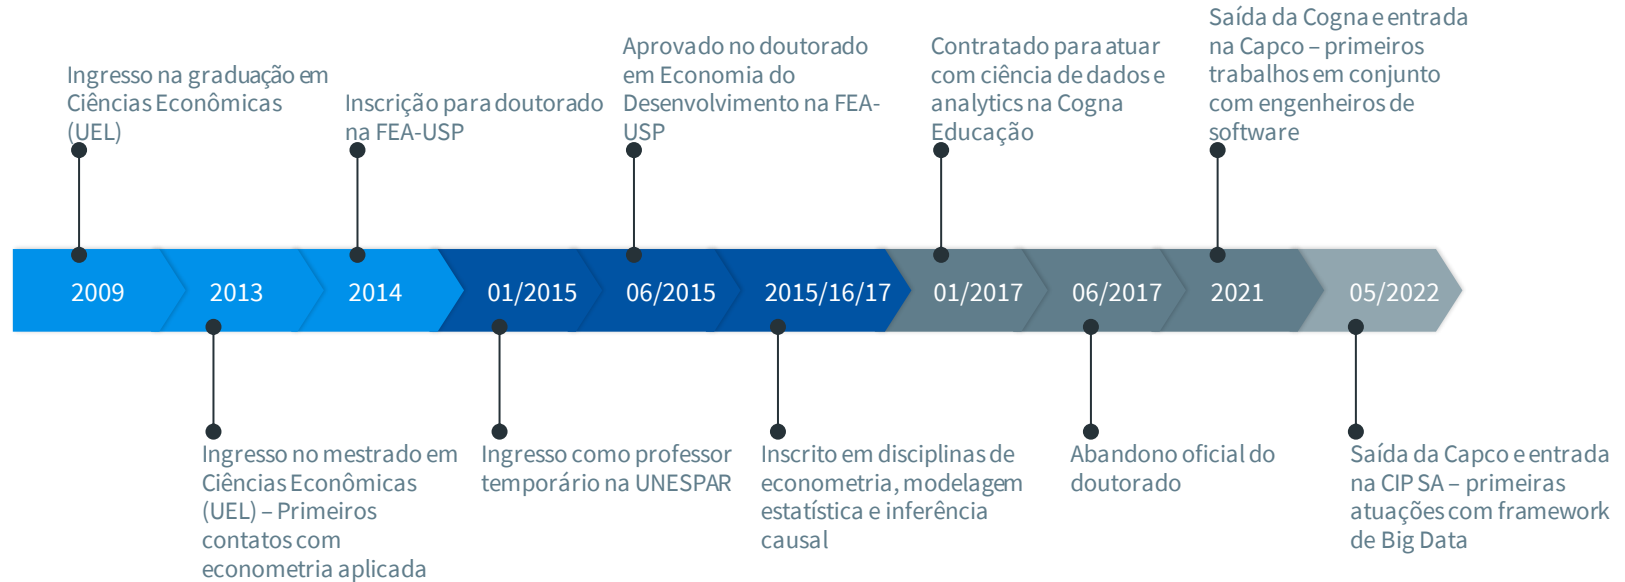 Ingresso na graduação em
Ciências Econômicas
(UEL)
Inscrição para doutorado
na FEA-USP
Aprovado no doutorado
em Economia do
Desenvolvimento na FEA-
USP
Contratado para atuar
com ciência de dados e
analytics na Cogna
Educação
Saída da Cogna e entrada
na Capco – primeiros
trabalhos em conjunto
com engenheiros de
software
2009
2013
2014
01/2015
06/2015
2015/16/17
01/2017
06/2017
2021
05/2022
Ingresso no mestrado em
Ciências Econômicas
(UEL) – Primeiros
contatos com
econometria aplicada
Ingresso como professor
temporário na UNESPAR
Inscrito em disciplinas de
econometria, modelagem
estatística e inferência
causal
Abandono oficial do
doutorado
Saída da Capco e entrada
na CIP SA – primeiras
atuações com framework
de Big Data